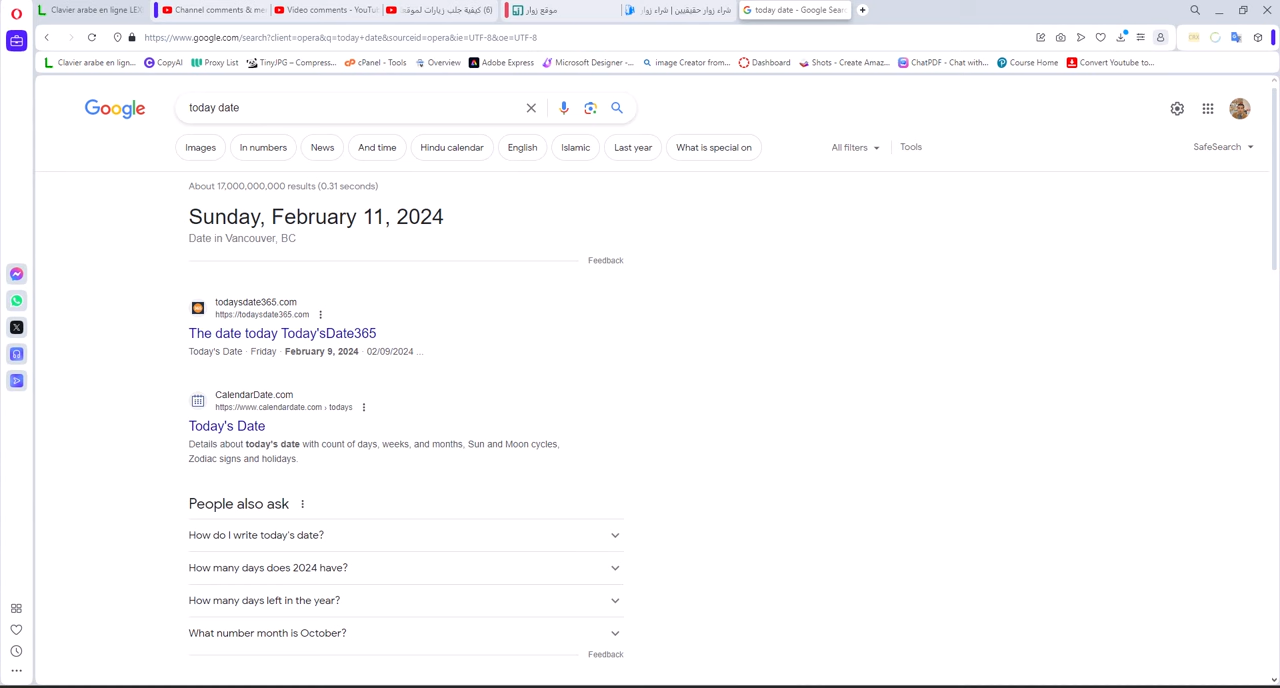 Clavier arabe en ligne LEX
Channel comments & me
Video comments - YouTu
(6) كيفية جلب زيارات لموقع
موقع زوار
شراء زوار حقيقيين | شراء زوار
today date - Google Sear
https://www.google.com/search?client=opera&q=today+date&sourceid=opera&ie=UTF-8&oe=UTF-8
Clavier arabe en lign... CopyAI Proxy List TinyJPG – Compress... cPanel - Tools Overview Adobe Express Microsoft Designer -... image Creator from... Dashboard Shots - Create Amaz... ChatPDF - Chat with... Course Home Convert Youtube to...
Google
today date
Images In numbers News And time Hindu calendar English Islamic Last year What is special on All filters Tools SafeSearch
About 17,000,000,000 results (0.31 seconds)
Sunday, February 11, 2024
Date in Vancouver, BC
Feedback
todaysdate365.com
https://todaysdate365.com
The date today Today'sDate365
Today's Date · Friday · February 9, 2024 · 02/09/2024 ...
CalendarDate.com
https://www.calendardate.com › todays
Today's Date
Details about today's date with count of days, weeks, and months, Sun and Moon cycles,
Zodiac signs and holidays.
People also ask
How do I write today's date?
How many days does 2024 have?
How many days left in the year?
What number month is October?
Feedback